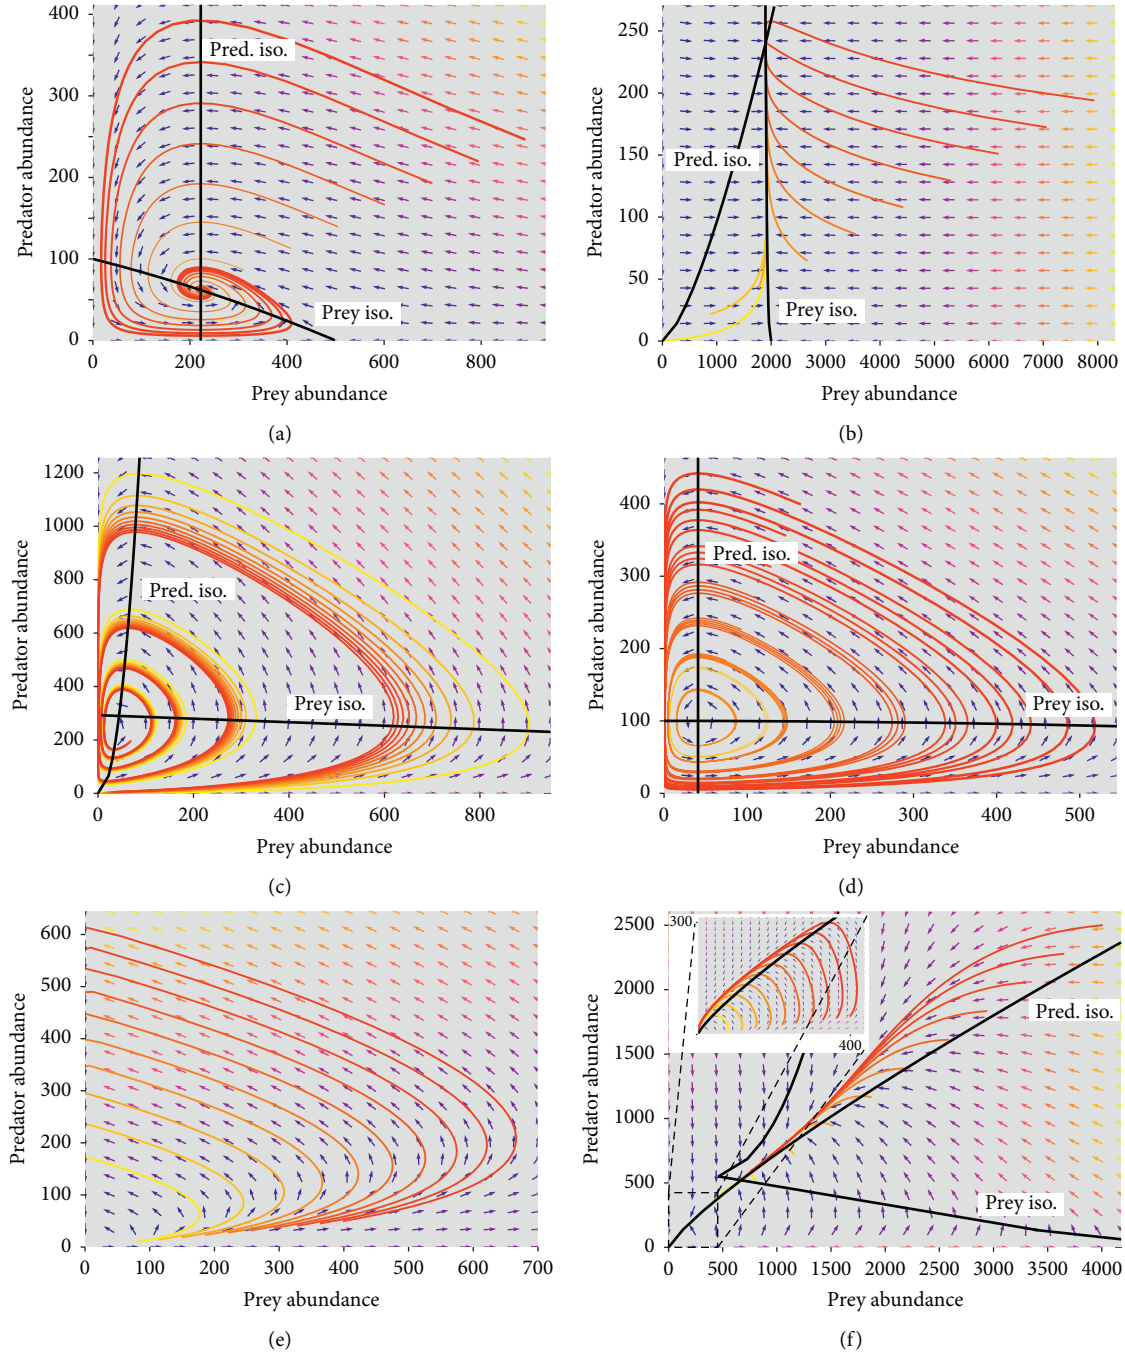 400
300
200
100
0
Predator abundance
Pred. iso.
Prey iso.
0 200 400 600 800
Prey abundance
(a)
250
200
150
100
50
0
Predator abundance
Pred. iso.
Prey iso.
0 1000 2000 3000 4000 5000 6000 7000 8000
Prey abundance
(b)
1200
1000
800
600
400
200
0
Predator abundance
Pred. iso.
Prey iso.
0 200 400 600 800
Prey abundance
(c)
400
300
200
100
0
Predator abundance
Pred. iso.
Prey iso.
0 100 200 300 400 500
Prey abundance
(d)
600
500
400
300
200
100
0
Predator abundance
0 100 200 300 400 500 600 700
Prey abundance
(e)
2500
2000
1500
1000
500
0
Predator abundance
300
400
Pred. iso.
Prey iso.
0 500 1000 1500 2000 2500 3000 3500 4000
Prey abundance
(f)